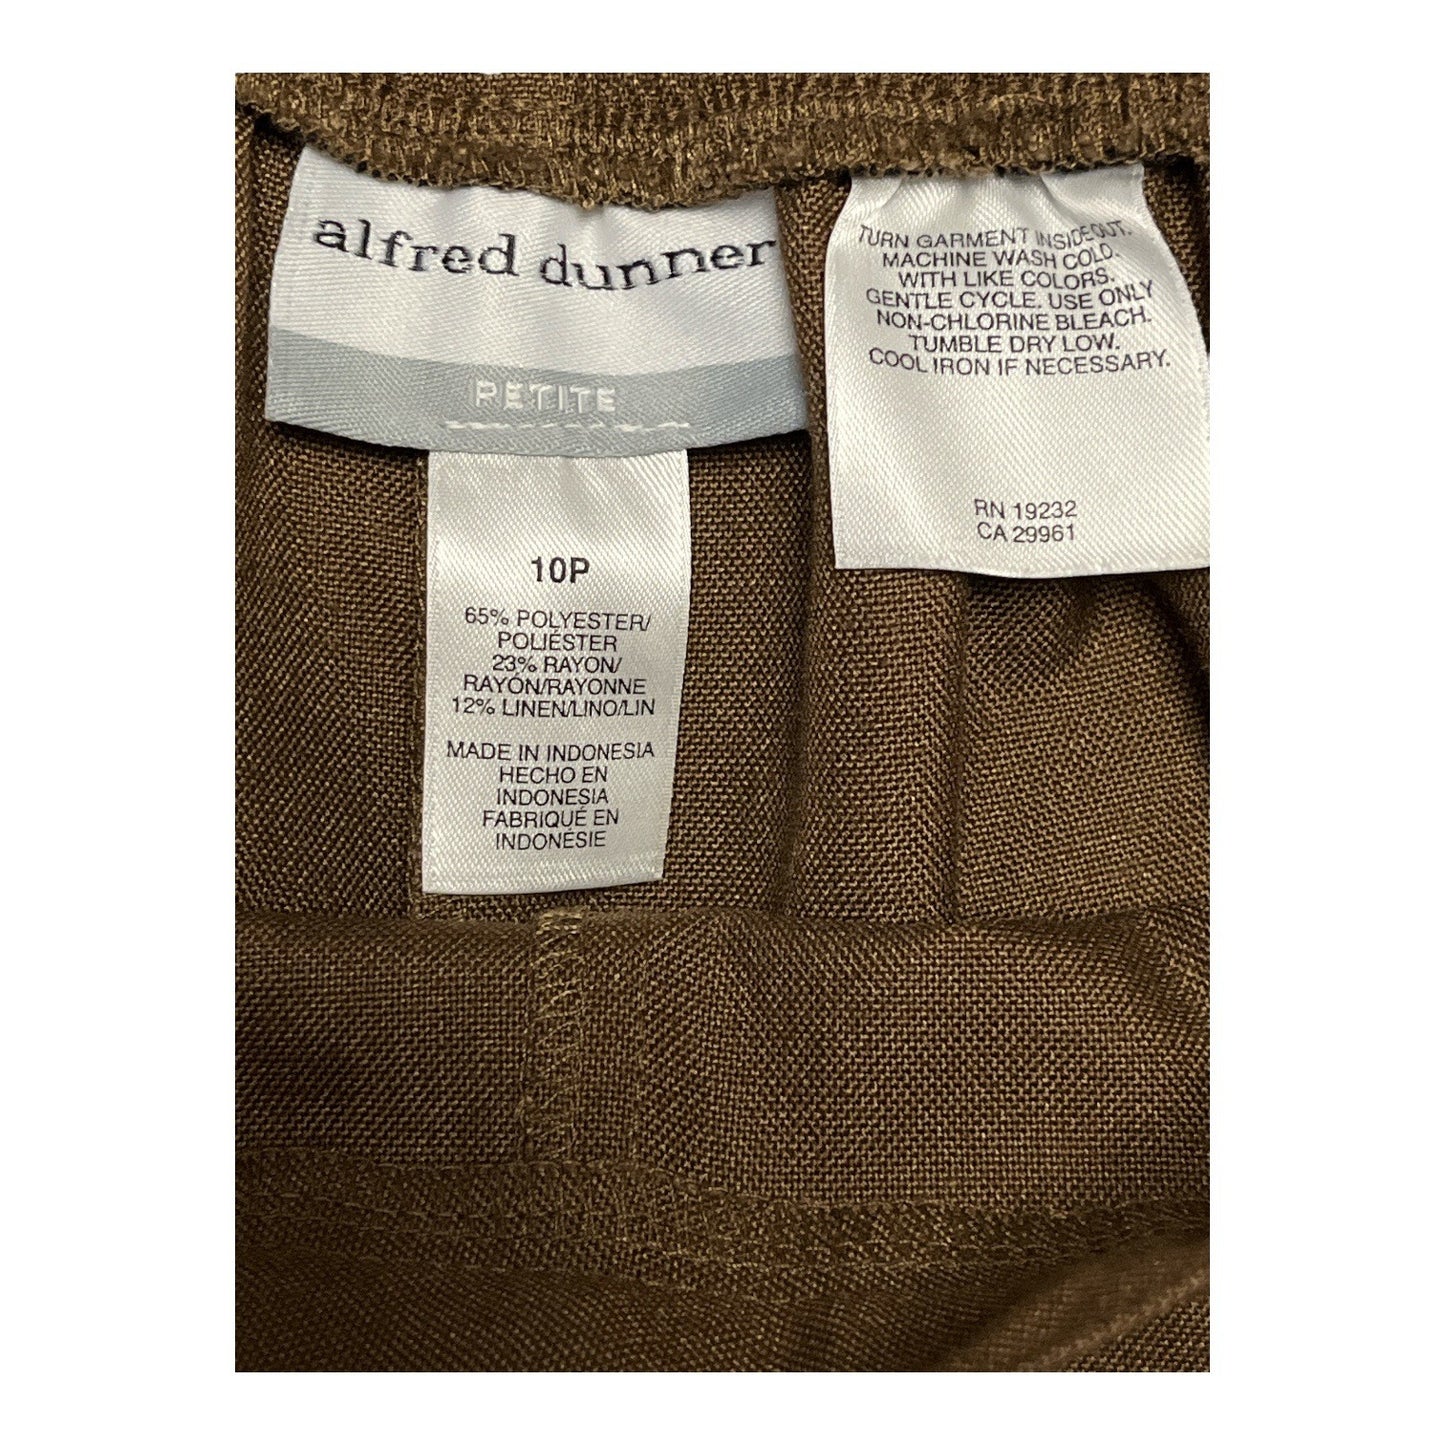 alfred dunner
PETITE
10P
65% POLYESTER/
POLIÉSTER
23% RAYON/
RAYÓN/RAYONNE
12% LINEN/LINO/LIN
MADE IN INDONESIA
HECHO EN
INDONESIA
FABRIQUÉ EN
INDONÉSIE
TURN GARMENT INSIDE OUT.
MACHINE WASH COLD.
WITH LIKE COLORS.
GENTLE CYCLE. USE ONLY
NON-CHLORINE BLEACH.
TUMBLE DRY LOW.
COOL IRON IF NECESSARY.
RN 19232
CA 29961